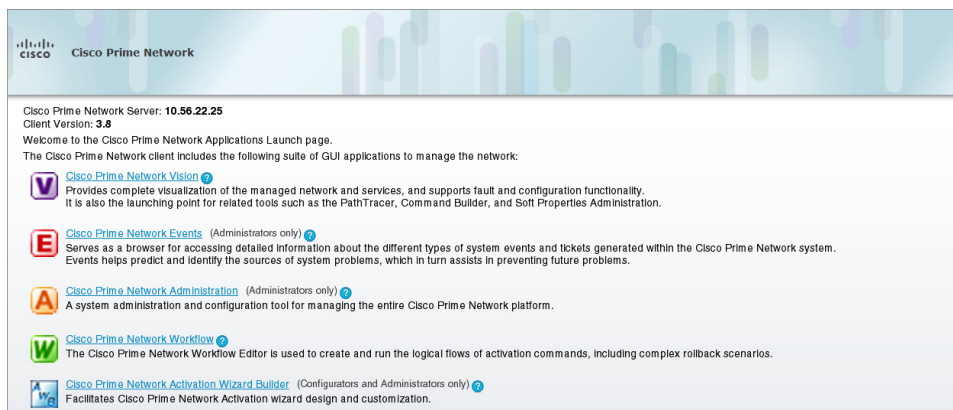 CISCO
Cisco Prime Network
Cisco Prime Network Server: 10.56.22.25
Client Version: 3.8
Welcome to the Cisco Prime Network Applications Launch page.
The Cisco Prime Network client includes the following suite of GUI applications to manage the network:
V
Cisco Prime Network Vision ?
Provides complete visualization of the managed network and services, and supports fault and configuration functionality.
It is also the launching point for related tools such as the PathTracer, Command Builder, and Soft Properties Administration.
E
Cisco Prime Network Events (Administrators only) ?
Serves as a browser for accessing detailed information about the different types of system events and tickets generated within the Cisco Prime Network system.
Events helps predict and identify the sources of system problems, which in turn assists in preventing future problems.
A
Cisco Prime Network Administration (Administrators only) ?
A system administration and configuration tool for managing the entire Cisco Prime Network platform.
W
Cisco Prime Network Workflow ?
The Cisco Prime Network Workflow Editor is used to create and run the logical flows of activation commands, including complex rollback scenarios.
AWB
Cisco Prime Network Activation Wizard Builder (Configurators and Administrators only) ?
Facilitates Cisco Prime Network Activation wizard design and customization.